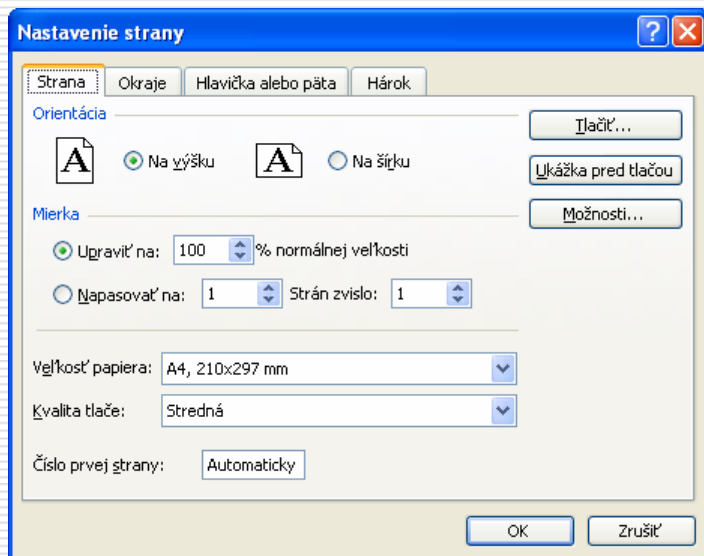 Nastavenie strany
Strana Okraje Hlavička alebo päta Hárok
Orientácia
A Na výšku A Na šírku
Tlačiť...
Ukážka pred tlačou
Možnosti...
Mierka
Upraviť na: 100 % normálnej veľkosti
Napasovať na: 1 Strán zvislo: 1
Veľkosť papiera: A4, 210x297 mm
Kvalita tlače: Stredná
Číslo prvej strany: Automaticky
OK Zrušiť